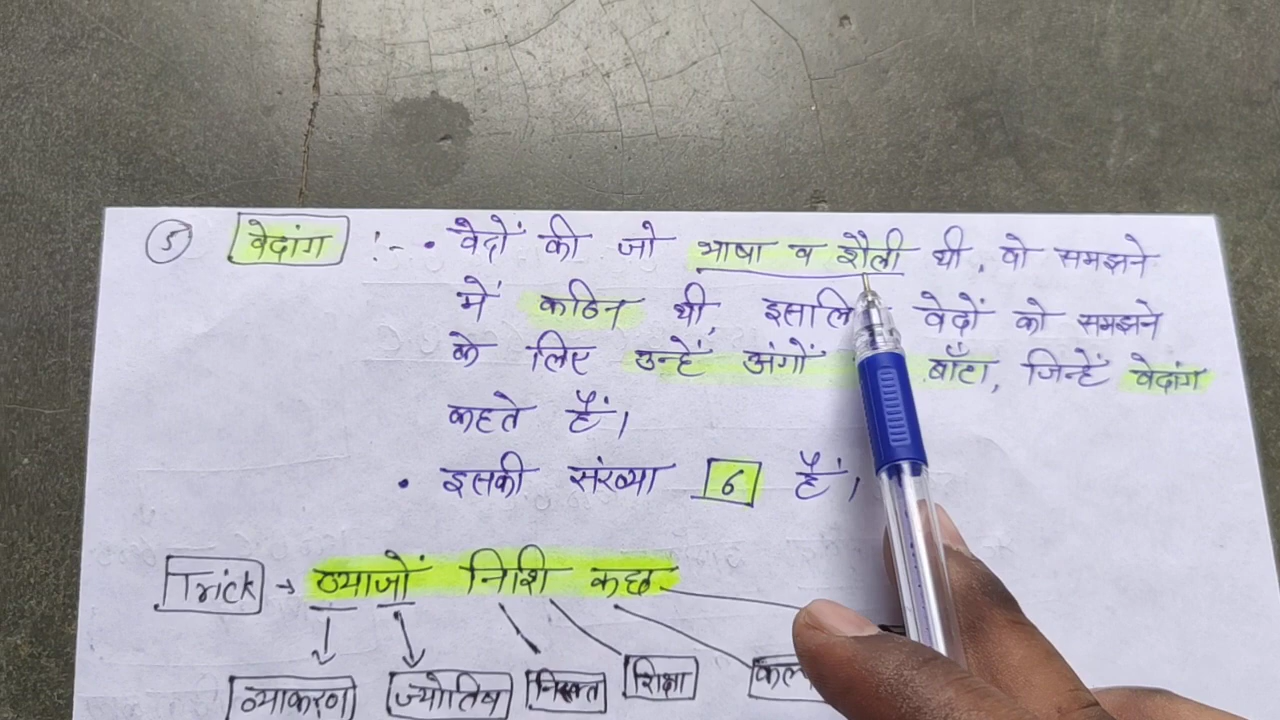 5 वेदांग :- • वेदों की जो भाषा व शैली थी, वो समझने
में कठिन थी, इसलि वेदों को समझने
के लिए उन्हें अंगों बाँटा, जिन्हें वेदांग
कहते हैं।
• इसकी संख्या 6 हैं।
Trick → व्याजों निशि कछ
व्याकरण ज्योतिष निरुक्त शिक्षा